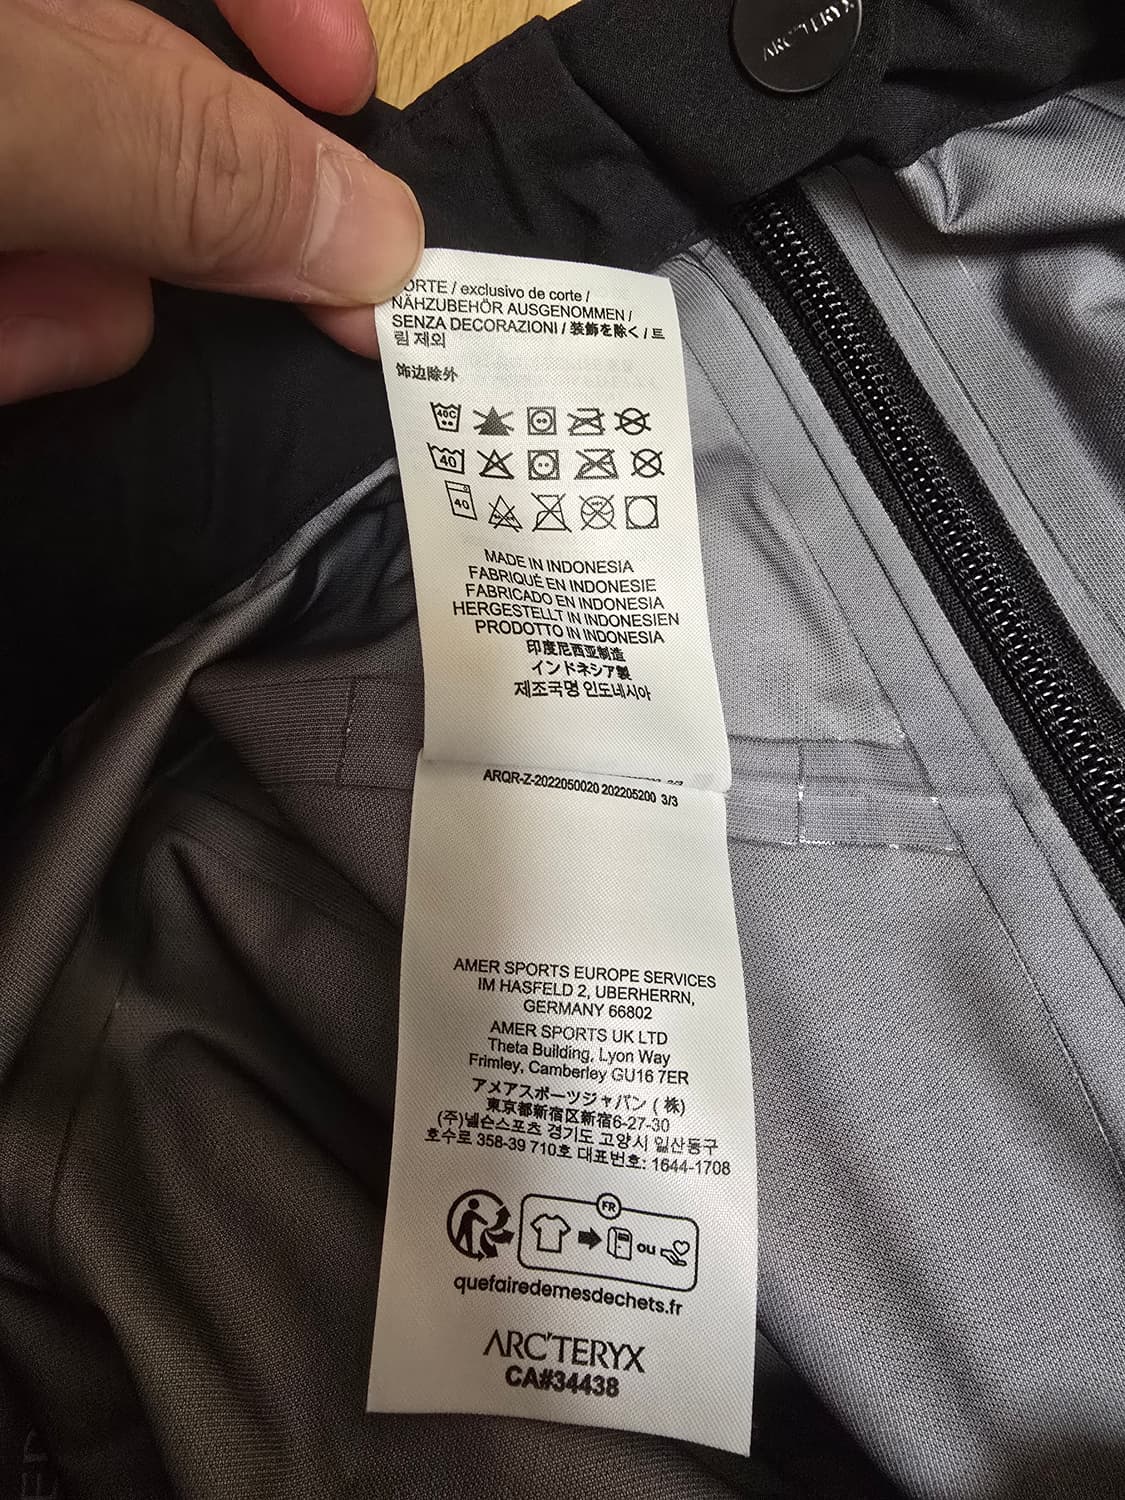 ARC'TERYX
ORTE / exclusivo de corte /
NÄHZUBEHÖR AUSGENOMMEN /
SENZA DECORAZIONI / 装飾を除く / 트
림 제외
饰边除外
40C
40
40
MADE IN INDONESIA
FABRIQUÉ EN INDONESIE
FABRICADO EN INDONESIA
HERGESTELLT IN INDONESIEN
PRODOTTO IN INDONESIA
印度尼西亚制造
インドネシア製
제조국명 인도네시아
ARQR-Z-2022050020 202205200 3/3
AMER SPORTS EUROPE SERVICES
IM HASFELD 2, UBERHERRN,
GERMANY 66802
AMER SPORTS UK LTD
Theta Building, Lyon Way
Frimley, Camberley GU16 7ER
アメアスポーツジャパン ( 株)
東京都新宿区新宿6-27-30
(주)넬슨스포츠 경기도 고양시 일산동구
호수로 358-39 710호 대표번호: 1644-1708
FR
ou
quefairedemesdechets.fr
ARC'TERYX
CA#34438